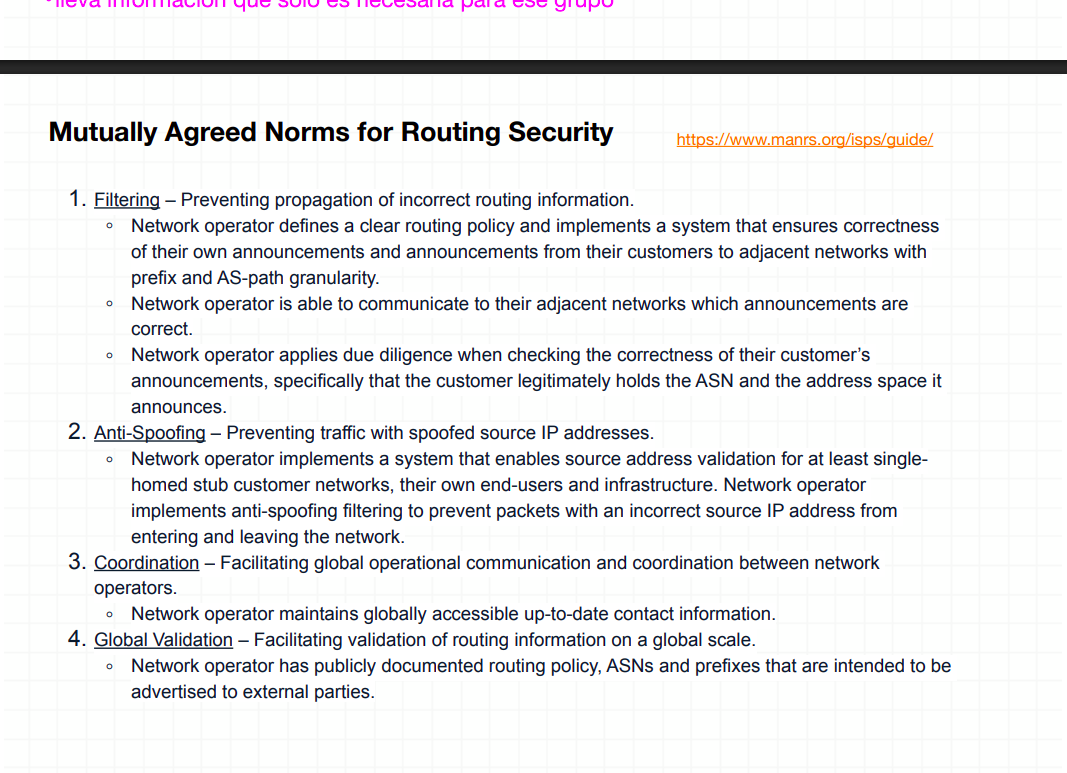 lleva información que solo es necesaria para ese grupo
Mutually Agreed Norms for Routing Security
https://www.manrs.org/isps/guide/
1. Filtering – Preventing propagation of incorrect routing information.
◦ Network operator defines a clear routing policy and implements a system that ensures correctness
of their own announcements and announcements from their customers to adjacent networks with
prefix and AS-path granularity.
◦ Network operator is able to communicate to their adjacent networks which announcements are
correct.
◦ Network operator applies due diligence when checking the correctness of their customer’s
announcements, specifically that the customer legitimately holds the ASN and the address space it
announces.
2. Anti-Spoofing – Preventing traffic with spoofed source IP addresses.
◦ Network operator implements a system that enables source address validation for at least single-
homed stub customer networks, their own end-users and infrastructure. Network operator
implements anti-spoofing filtering to prevent packets with an incorrect source IP address from
entering and leaving the network.
3. Coordination – Facilitating global operational communication and coordination between network
operators.
◦ Network operator maintains globally accessible up-to-date contact information.
4. Global Validation – Facilitating validation of routing information on a global scale.
◦ Network operator has publicly documented routing policy, ASNs and prefixes that are intended to be
advertised to external parties.